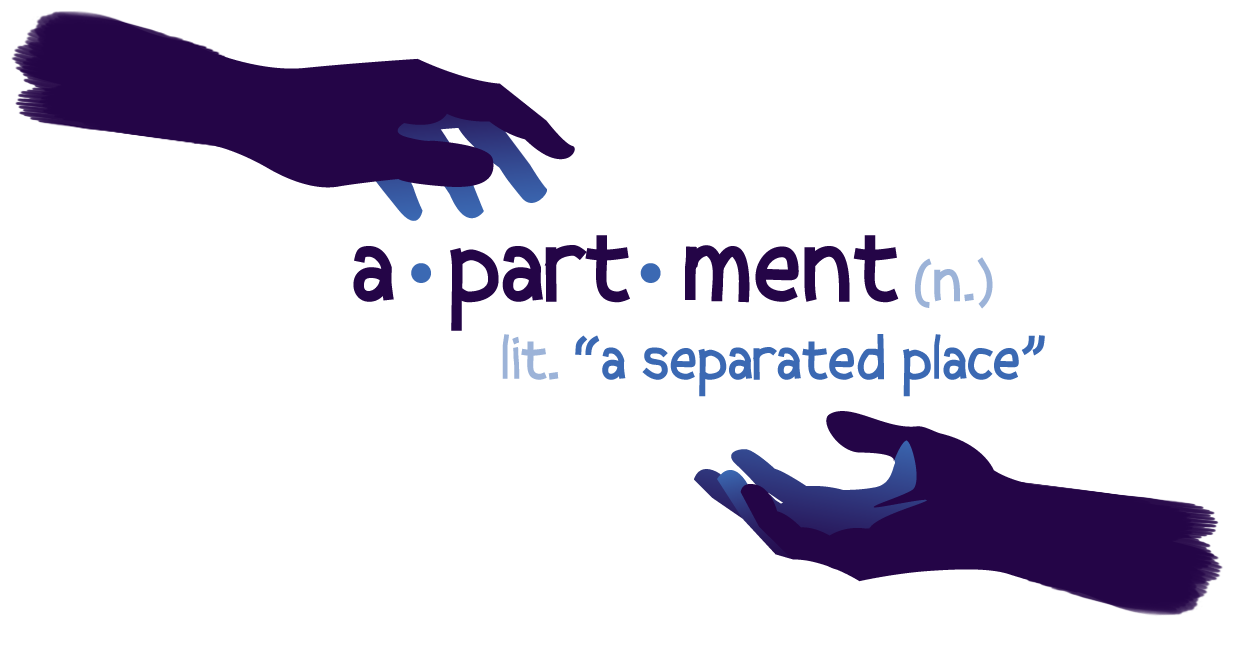 a•part•ment (n.)
lit. “a separated place”